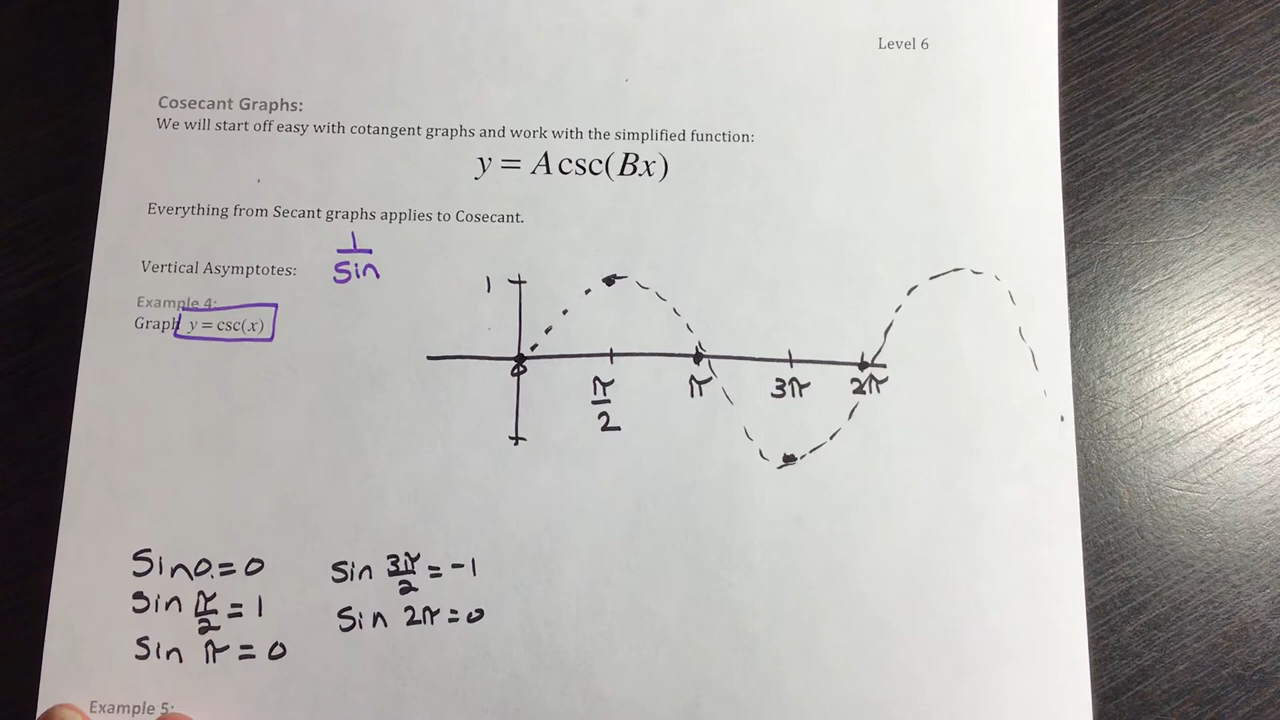 Level 6
Cosecant Graphs:
We will start off easy with cotangent graphs and work with the simplified function:
y = A csc(Bx)
Everything from Secant graphs applies to Cosecant.
Vertical Asymptotes:
1
sin
Example 4:
Graph y = csc(x)
1
0
π/2
π
3π
2π
Sin 0 = 0
Sin π/2 = 1
Sin π = 0
Sin 3π/2 = -1
Sin 2π = 0
Example 5: